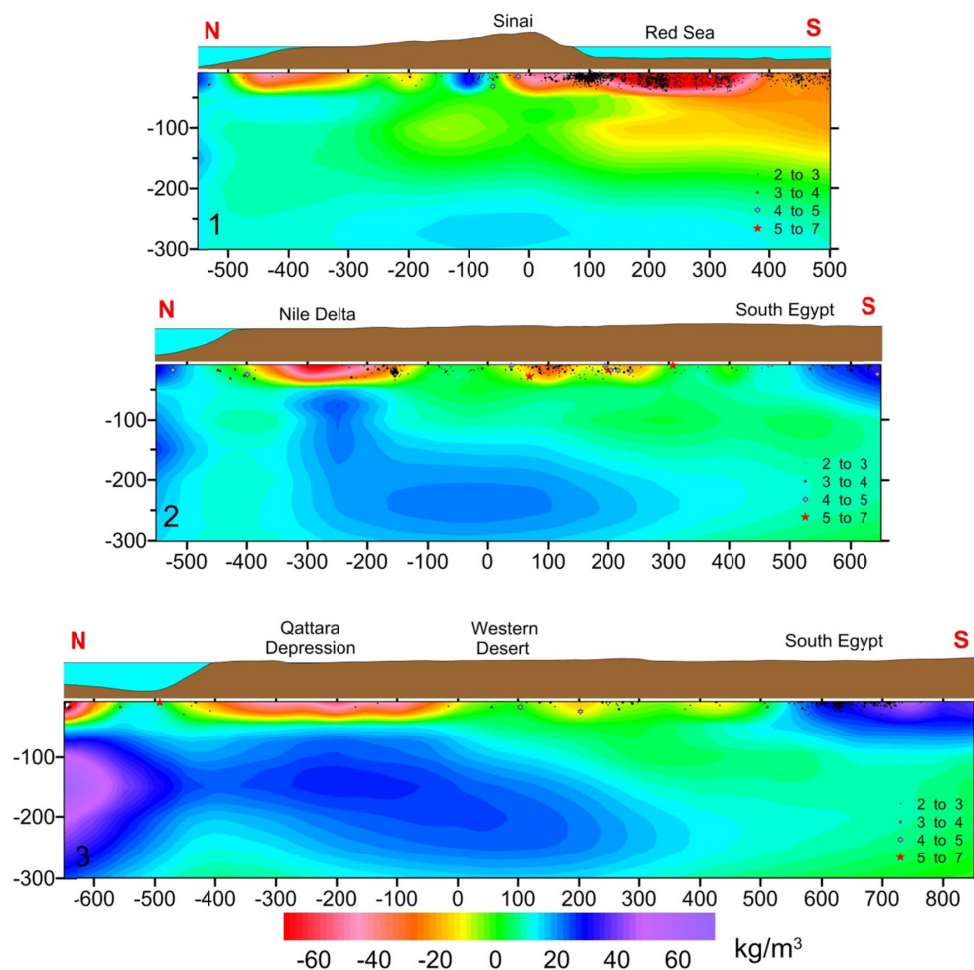 N Sinai Red Sea S
-100
-200
-300
1
2 to 3
3 to 4
4 to 5
5 to 7
-500 -400 -300 -200 -100 0 100 200 300 400 500
N Nile Delta South Egypt S
-100
-200
-300
2
2 to 3
3 to 4
4 to 5
5 to 7
-500 -400 -300 -200 -100 0 100 200 300 400 500 600
N Qattara Western South Egypt S
Depression Desert
-100
-200
-300
3
2 to 3
3 to 4
4 to 5
5 to 7
-600 -500 -400 -300 -200 -100 0 100 200 300 400 500 600 700 800
-60 -40 -20 0 20 40 60 kg/m³